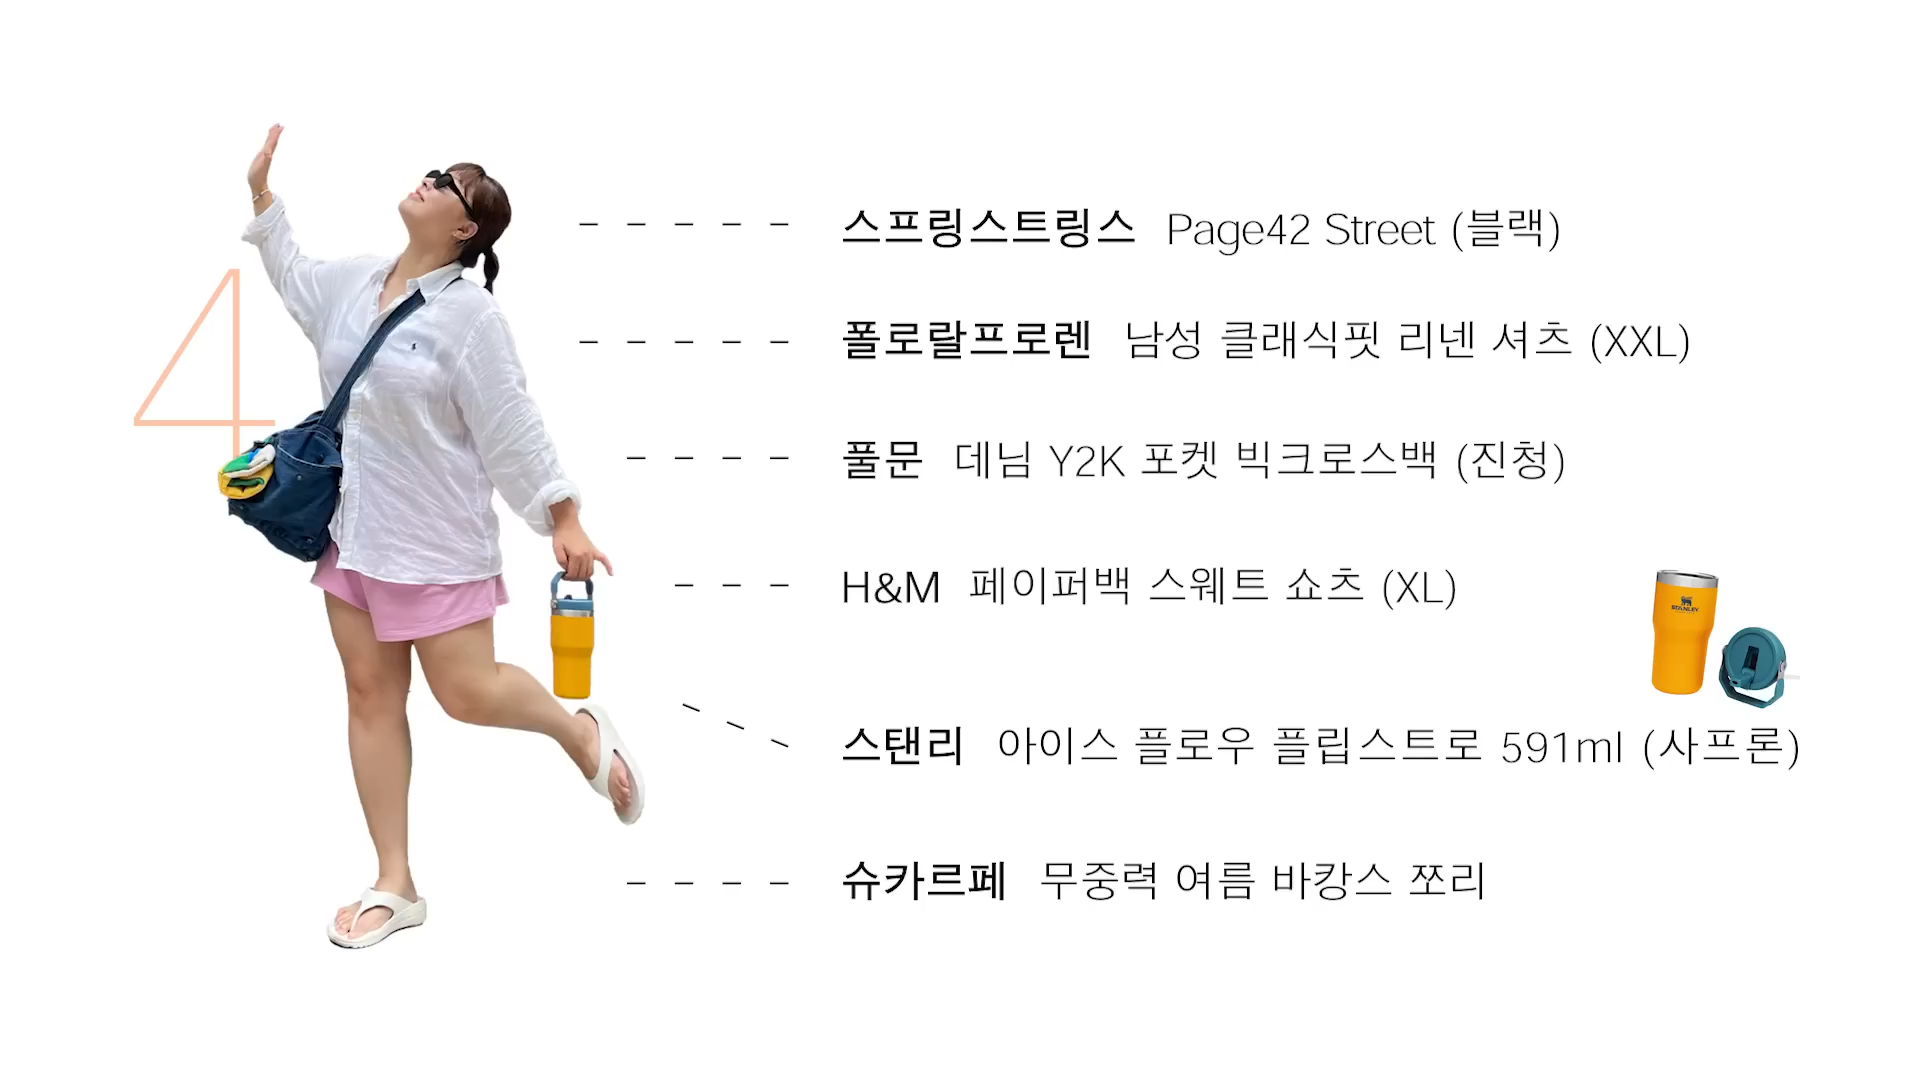 4
스프링스트링스 Page42 Street (블랙)
폴로랄프로렌 남성 클래식핏 리넨 셔츠 (XXL)
풀문 데님 Y2K 포켓 빅크로스백 (진청)
H&M 페이퍼백 스웨트 쇼츠 (XL)
STANLEY
스탠리 아이스 플로우 플립스트로 591ml (사프론)
슈카르페 무중력 여름 바캉스 쪼리